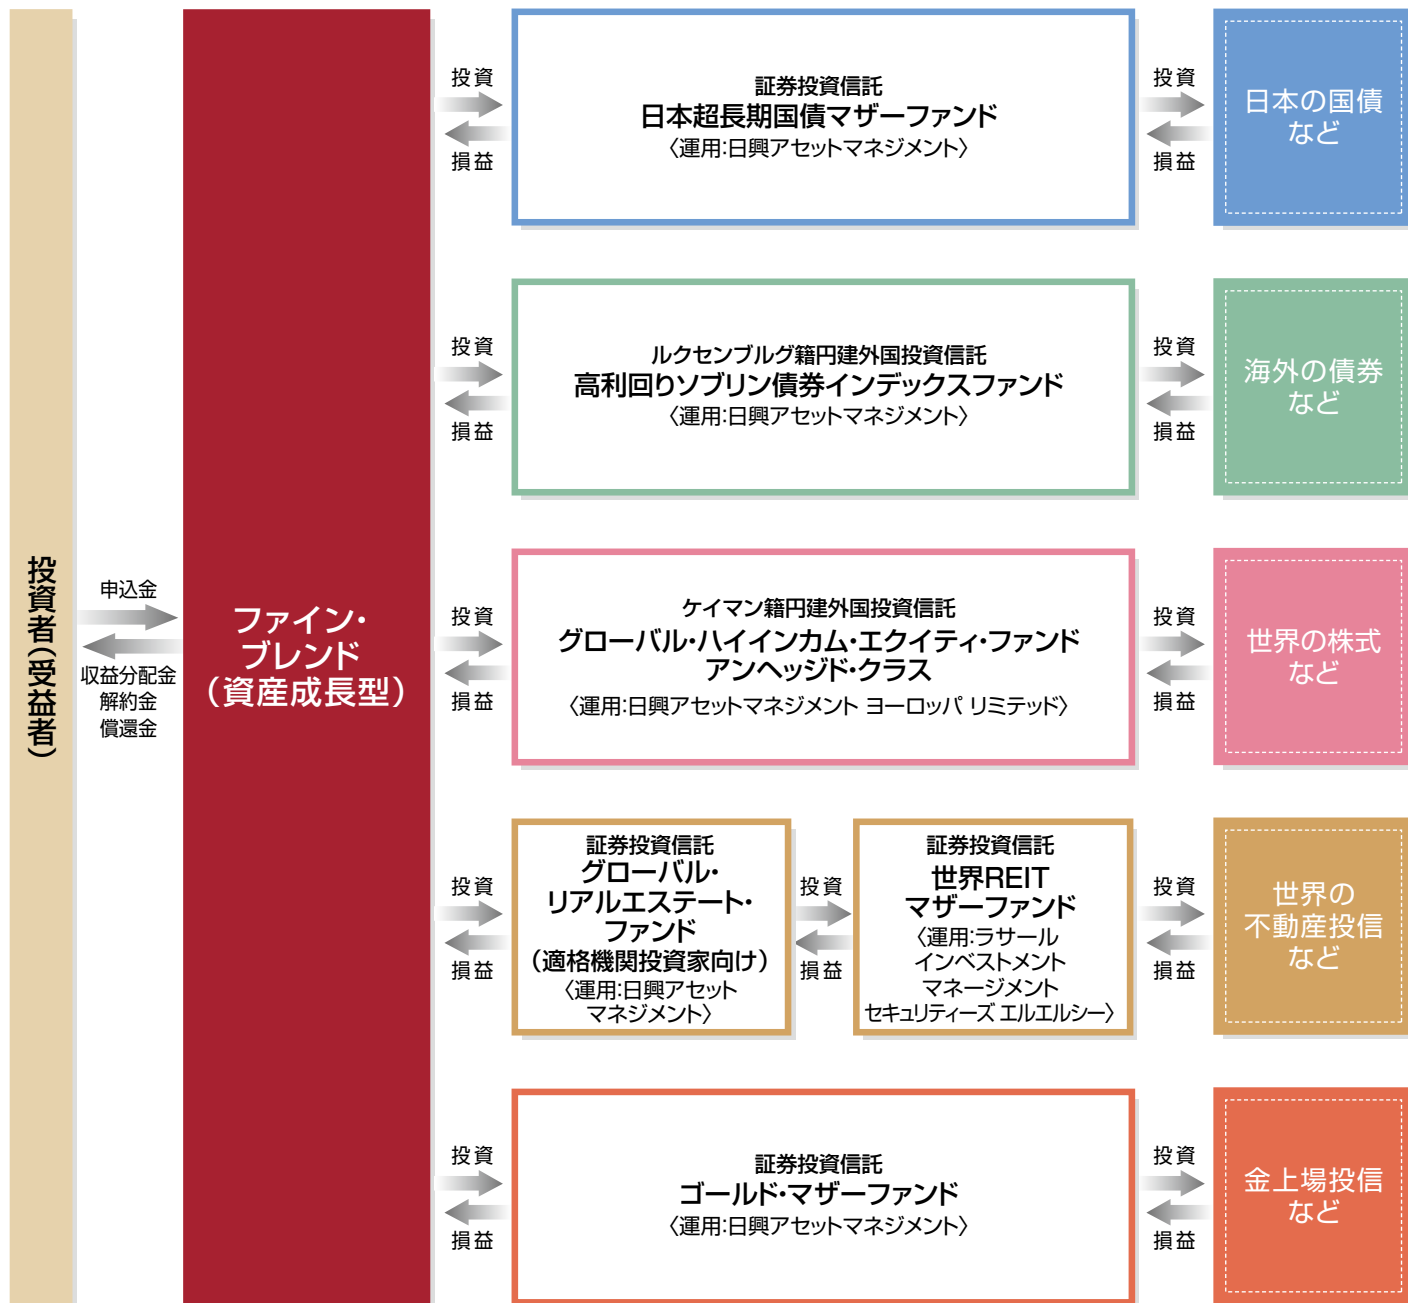 投資者(受益者)
申込金
収益分配金
解約金
償還金
ファイン・
ブレンド
(資産成長型)
投資
損益
証券投資信託
日本超長期国債マザーファンド
〈運用:日興アセットマネジメント〉
投資
損益
日本の国債
など
投資
損益
ルクセンブルグ籍円建外国投資信託
高利回りソブリン債券インデックスファンド
〈運用:日興アセットマネジメント〉
投資
損益
海外の債券
など
投資
損益
ケイマン籍円建外国投資信託
グローバル・ハイインカム・エクイティ・ファンド
アンヘッジド・クラス
〈運用:日興アセットマネジメント ヨーロッパ リミテッド〉
投資
損益
世界の株式
など
投資
損益
証券投資信託
グローバル・
リアルエステート・
ファンド
(適格機関投資家向け)
〈運用:日興アセット
マネジメント〉
投資
損益
証券投資信託
世界REIT
マザーファンド
〈運用:ラサール
インベストメント
マネージメント
セキュリティーズ エルエルシー〉
投資
損益
世界の
不動産投信
など
投資
損益
証券投資信託
ゴールド・マザーファンド
〈運用:日興アセットマネジメント〉
投資
損益
金上場投信
など